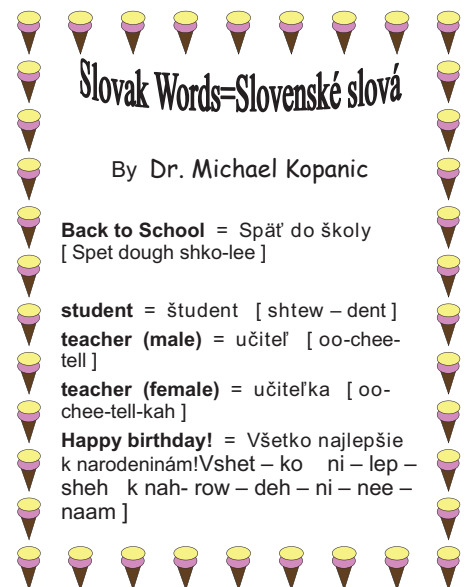 Slovak Words=Slovenské slová
By Dr. Michael Kopanic
Back to School = Späť do školy
[ Spet dough shko-lee ]
student = študent [ shtew – dent ]
teacher (male) = učiteľ [ oo-chee-
tell ]
teacher (female) = učiteľka [ oo-
chee-tell-kah ]
Happy birthday! = Všetko najlepšie
k narodeninám!Vshet – ko ni – lep –
sheh k nah- row – deh – ni – nee –
naam ]